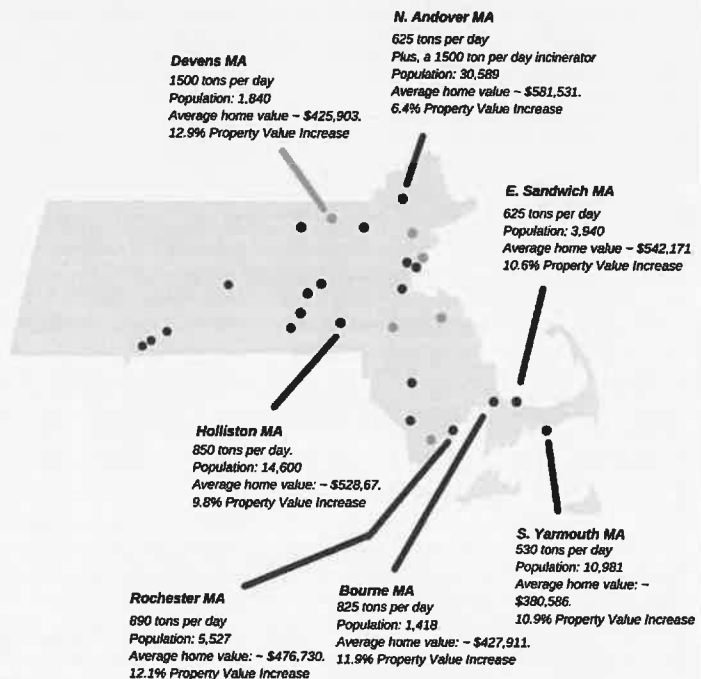 N. Andover MA
625 tons per day
Plus, a 1500 ton per day incinerator
Population: 30,589
Average home value ~ $581,531.
6.4% Property Value Increase
Devens MA
1500 tons per day
Population: 1,840
Average home value ~ $425,903.
12.9% Property Value Increase
E. Sandwich MA
625 tons per day
Population: 3,940
Average home value ~ $542,171
10.6% Property Value Increase
Holliston MA
850 tons per day.
Population: 14,600
Average home value: ~ $528,67.
9.8% Property Value Increase
S. Yarmouth MA
530 tons per day
Population: 10,981
Average home value: ~
$380,586.
10.9% Property Value Increase
Rochester MA
890 tons per day
Population: 5,527
Average home value: ~ $476,730.
12.1% Property Value Increase
Bourne MA
825 tons per day
Population: 1,418
Average home value: ~ $427,911.
11.9% Property Value Increase